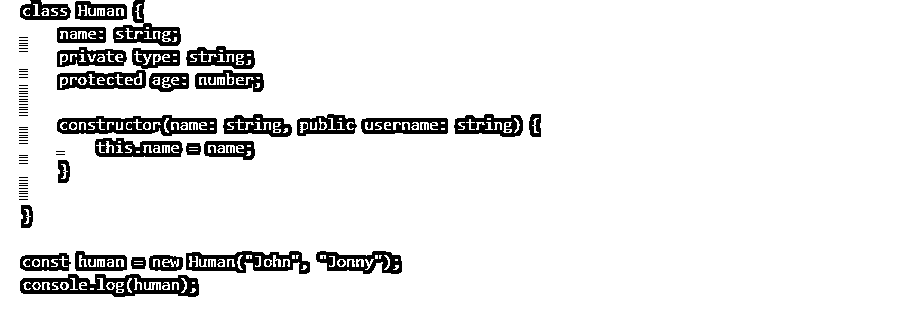 class Human {
    name: string;
    private type: string;
    protected age: number;

    constructor(name: string, public username: string) {
        this.name = name;
    }

}

const human = new Human("John", "Jonny");
console.log(human);